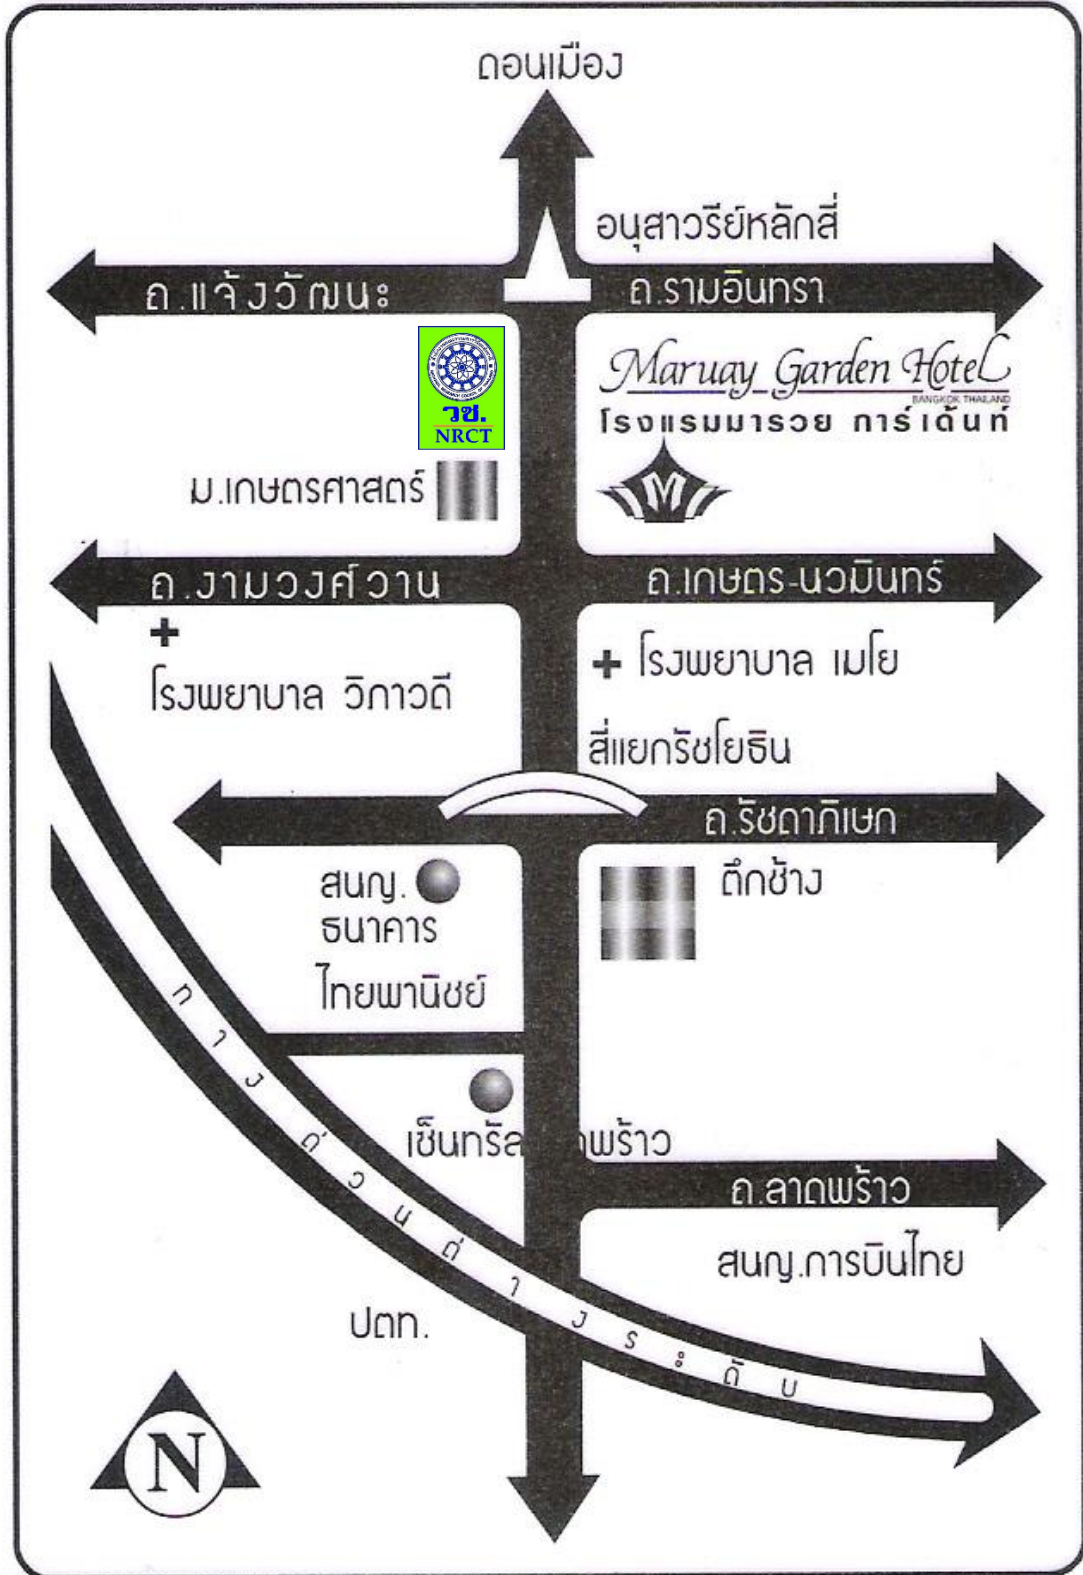 ดอนเมือง
อนุสาวรีย์หลักสี่
ถ.แจ้งวัฒนะ
ถ.รามอินทรา
วช.
NRCT
Maruay Garden Hotel
BANGKOK THAILAND
โรงแรมมารวย การ์เด้นท์
ม.เกษตรศาสตร์
M
ถ.งามวงศ์วาน
ถ.เกษตร-นวมินทร์
+
โรงพยาบาล วิภาวดี
+ โรงพยาบาล เมโย
สี่แยกรัชโยธิน
ถ.รัชดาภิเษก
สนญ.
ธนาคาร
ไทยพานิชย์
ตึกช้าง
ทางด่วนต่างระดับ
เซ็นทรัล พร้าว
ถ.ลาดพร้าว
สนญ.การบินไทย
ปตท.
N